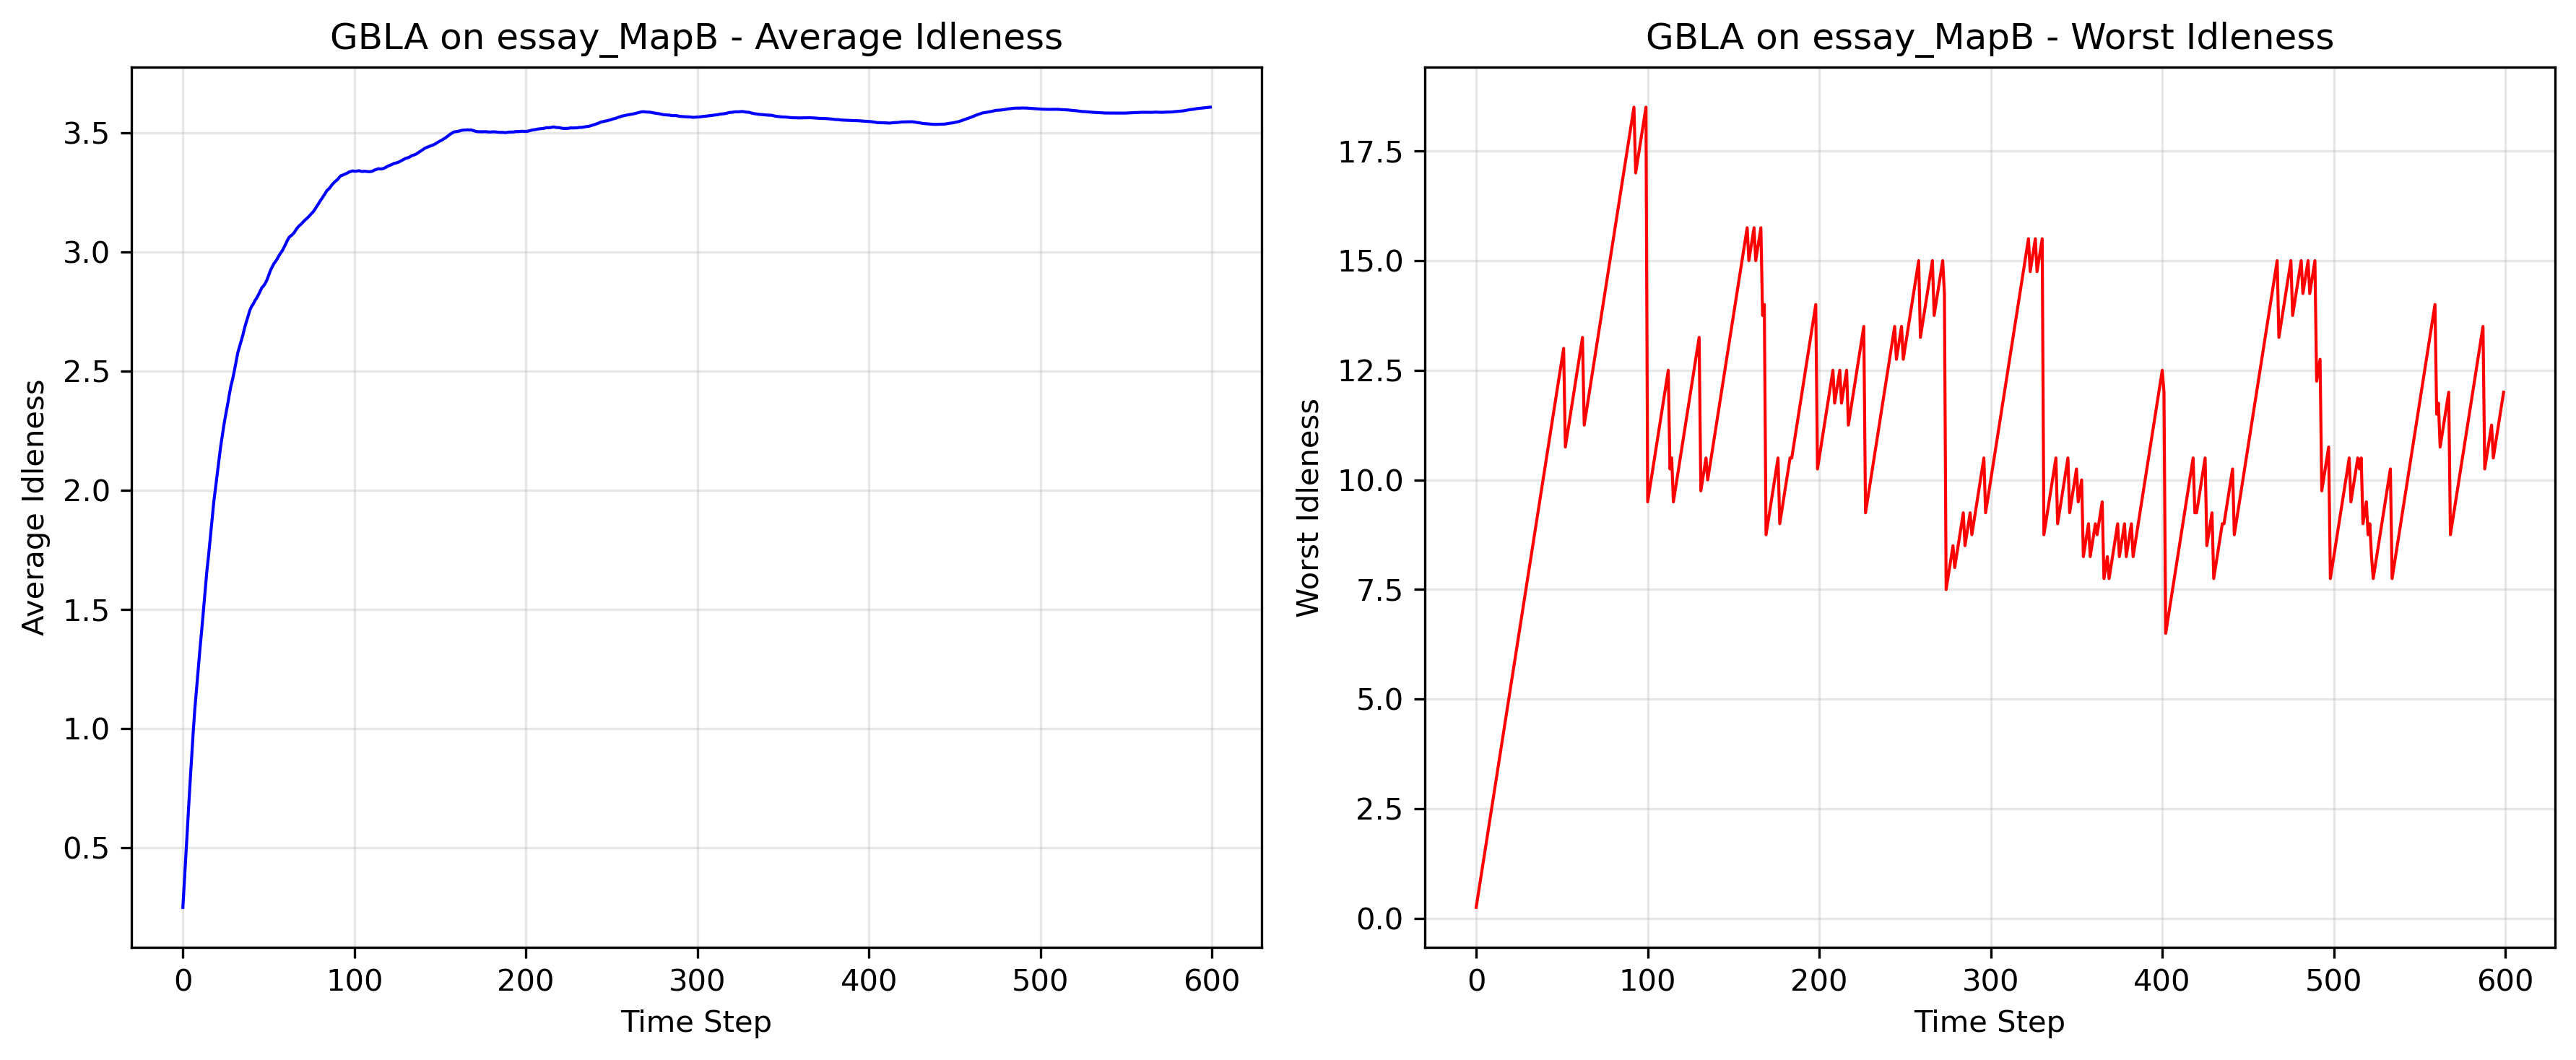 GBLA on essay_MapB - Average Idleness
Average Idleness
3.5
3.0
2.5
2.0
1.5
1.0
0.5
0 100 200 300 400 500 600
Time Step
GBLA on essay_MapB - Worst Idleness
Worst Idleness
17.5
15.0
12.5
10.0
7.5
5.0
2.5
0.0
0 100 200 300 400 500 600
Time Step